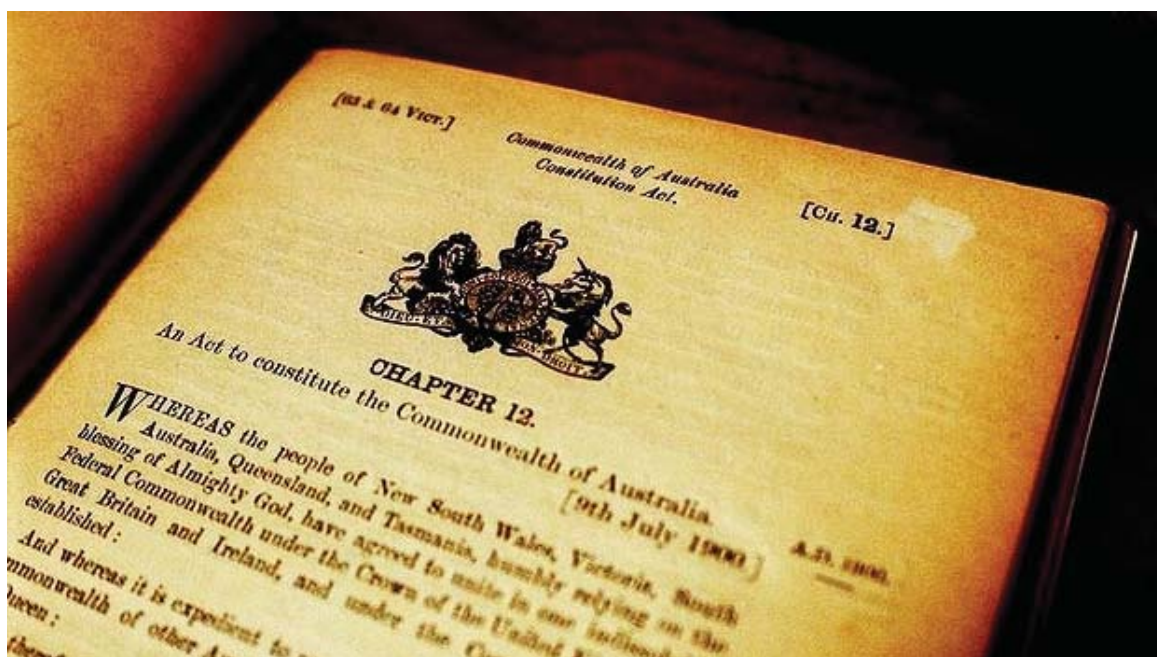 [63 & 64 VICT.]
Commonwealth of Australia
Constitution Act.
[CH. 12.]
DIEU·ET
MON·DROIT
CHAPTER 12.
An Act to constitute the Commonwealth of Australia.
[9th July 1900.]
A.D. 1900.
WHEREAS the people of New South Wales, Victoria, South
Australia, Queensland, and Tasmania, humbly relying on the
blessing of Almighty God, have agreed to unite in one
Federal Commonwealth under the Crown of the United
Great Britain and Ireland, and under the
established:
And whereas it is expedient to
of other
Queen: